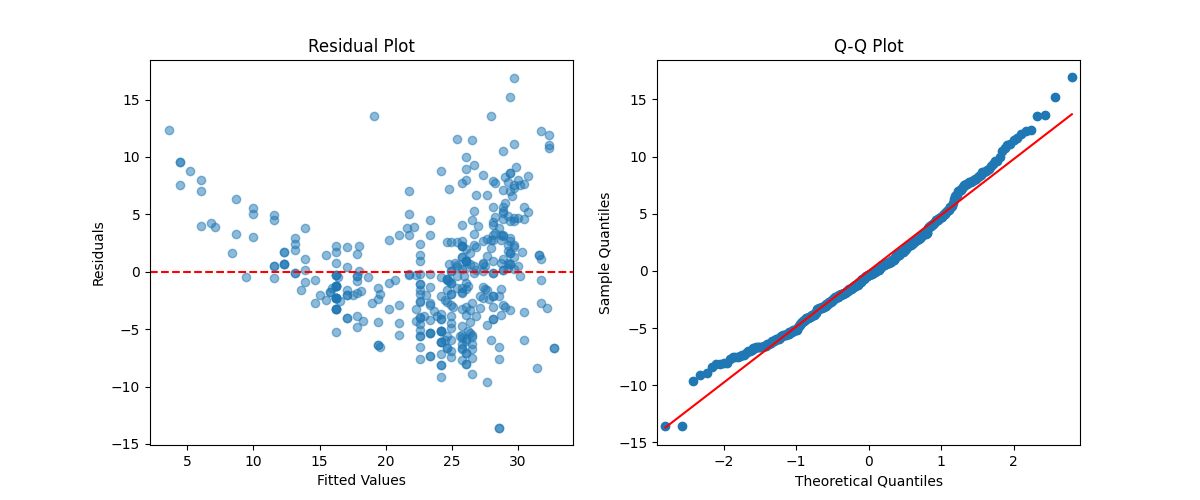 Residual Plot
Residuals
15
10
5
0
−5
−10
−15
5 10 15 20 25 30
Fitted Values
Q-Q Plot
Sample Quantiles
15
10
5
0
−5
−10
−15
−2 −1 0 1 2
Theoretical Quantiles